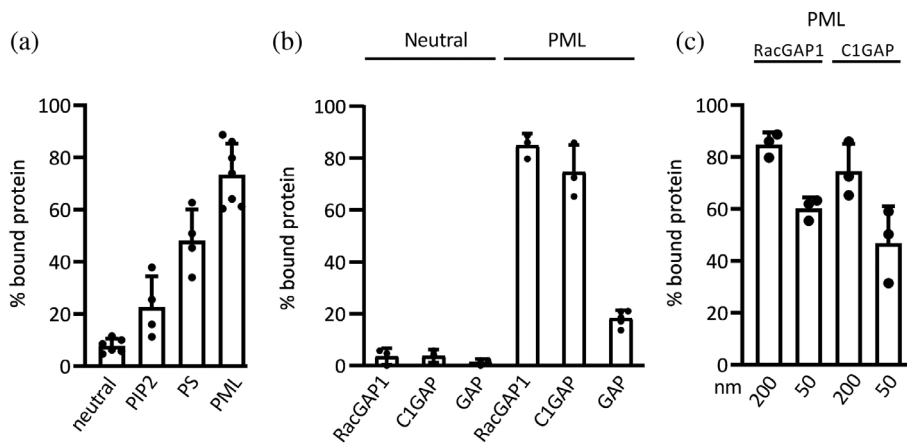 (a)
% bound protein
100
80
60
40
20
0
neutral
PIP2
PS
PML
(b)
Neutral
PML
% bound protein
100
80
60
40
20
0
RacGAP1
C1GAP
GAP
RacGAP1
C1GAP
GAP
(c)
PML
RacGAP1 C1GAP
% bound protein
100
80
60
40
20
0
nm 200 50 200 50